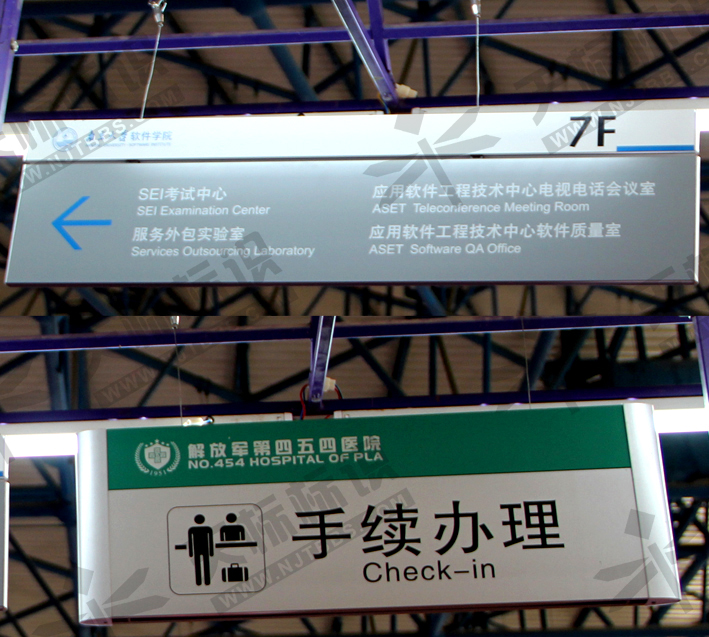 软件学院
7F
SEI考试中心
SEI Examination Center
服务外包实验室
Services Outsourcing Laboratory
应用软件工程技术中心电视电话会议室
ASET Teleconference Meeting Room
应用软件工程技术中心软件质量室
ASET Software QA Office
解放军第四五四医院
NO.454 HOSPITAL OF PLA
手续办理
Check-in
WWW.NJTBBS.COM